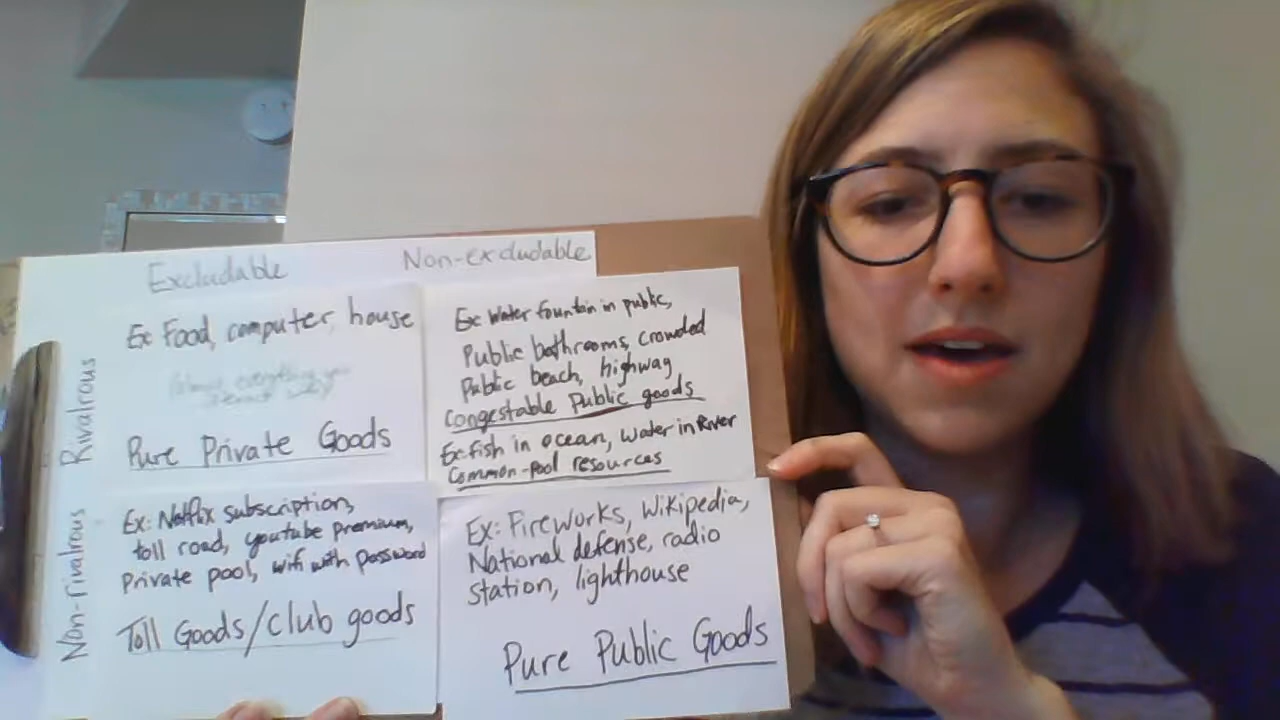 Excludable
Non-excludable
Rivalrous
Ex: Food, computer, house
Pure Private Goods
Ex: Water fountain in public,
Public bathrooms, crowded
Public beach, highway
Congestable Public goods
Ex: fish in ocean, water in River
Common-pool resources
Non-rivalrous
Ex: Netflix subscription,
toll road, youtube premium,
Private pool, wifi with password
Toll Goods/club goods
Ex: Fireworks, Wikipedia,
National defense, radio
station, lighthouse
Pure Public Goods